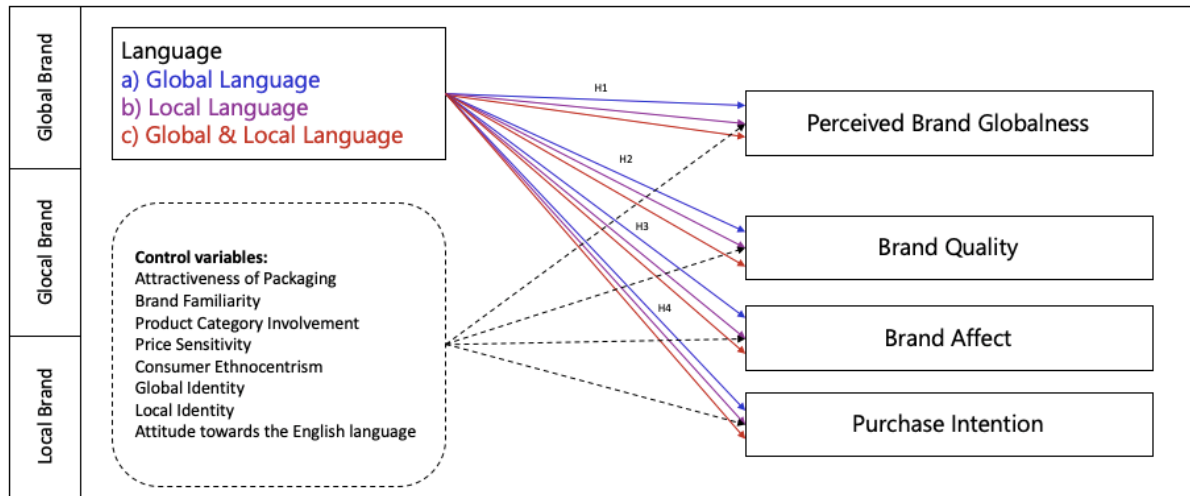 Global Brand
Glocal Brand
Local Brand
Language
a) Global Language
b) Local Language
c) Global & Local Language
Control variables:
Attractiveness of Packaging
Brand Familiarity
Product Category Involvement
Price Sensitivity
Consumer Ethnocentrism
Global Identity
Local Identity
Attitude towards the English language
H1
H2
H3
H4
Perceived Brand Globalness
Brand Quality
Brand Affect
Purchase Intention